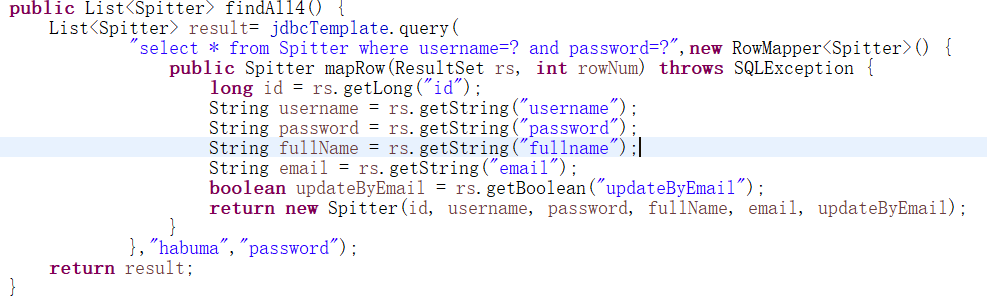 public List<Spitter> findAll4() {
    List<Spitter> result= jdbcTemplate.query(
            "select * from Spitter where username=? and password=?",new RowMapper<Spitter>() {
                public Spitter mapRow(ResultSet rs, int rowNum) throws SQLException {
                    long id = rs.getLong("id");
                    String username = rs.getString("username");
                    String password = rs.getString("password");
                    String fullName = rs.getString("fullname");
                    String email = rs.getString("email");
                    boolean updateByEmail = rs.getBoolean("updateByEmail");
                    return new Spitter(id, username, password, fullName, email, updateByEmail);
                }
            },"habuma","password");
    return result;
}